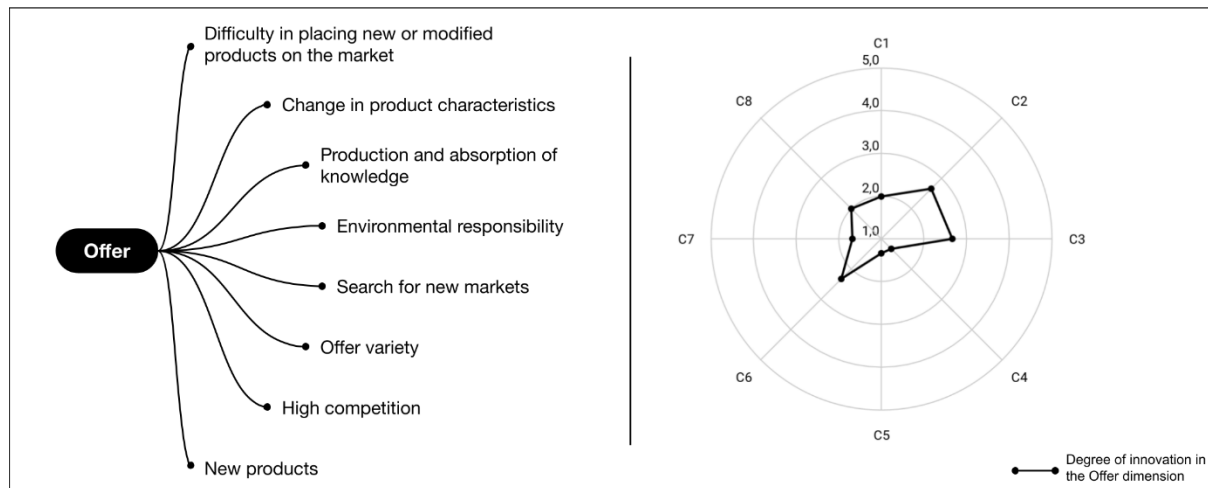 Difficulty in placing new or modified
products on the market
Change in product characteristics
Production and absorption of
knowledge
Environmental responsibility
Offer
Search for new markets
Offer variety
High competition
New products
C1
5,0
C8
4,0
C2
3,0
2,0
C7
1,0
C3
C6
C4
C5
Degree of innovation in
the Offer dimension